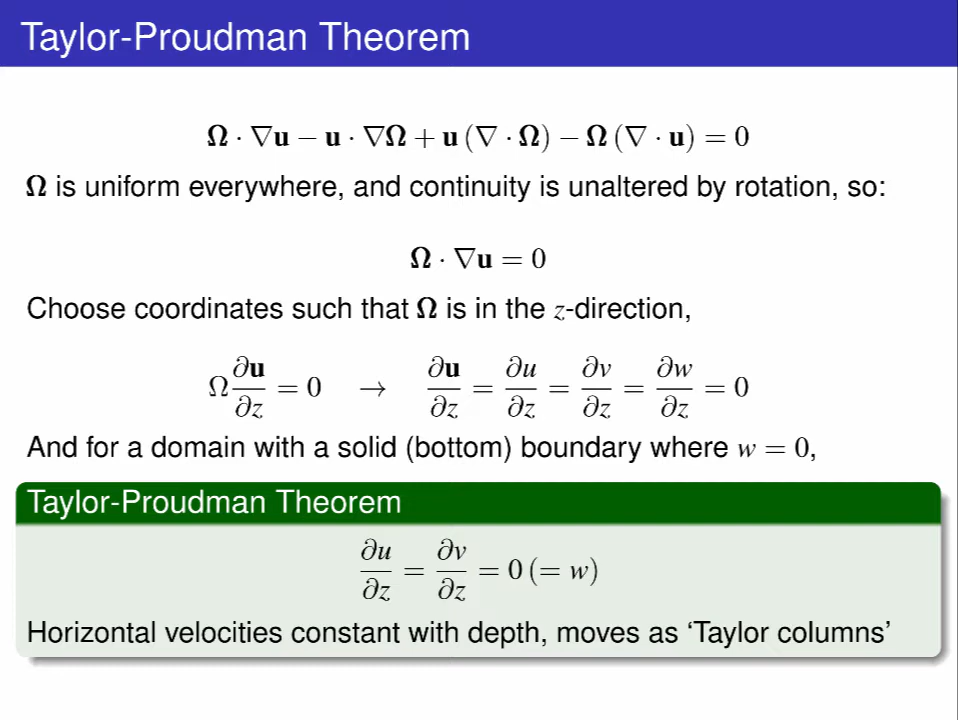 Taylor-Proudman Theorem
Ω · ∇u − u · ∇Ω + u (∇ · Ω) − Ω (∇ · u) = 0
Ω is uniform everywhere, and continuity is unaltered by rotation, so:
Ω · ∇u = 0
Choose coordinates such that Ω is in the z-direction,
Ω ∂u/∂z = 0 → ∂u/∂z = ∂u/∂z = ∂v/∂z = ∂w/∂z = 0
And for a domain with a solid (bottom) boundary where w = 0,
Taylor-Proudman Theorem
∂u/∂z = ∂v/∂z = 0 (= w)
Horizontal velocities constant with depth, moves as ‘Taylor columns’